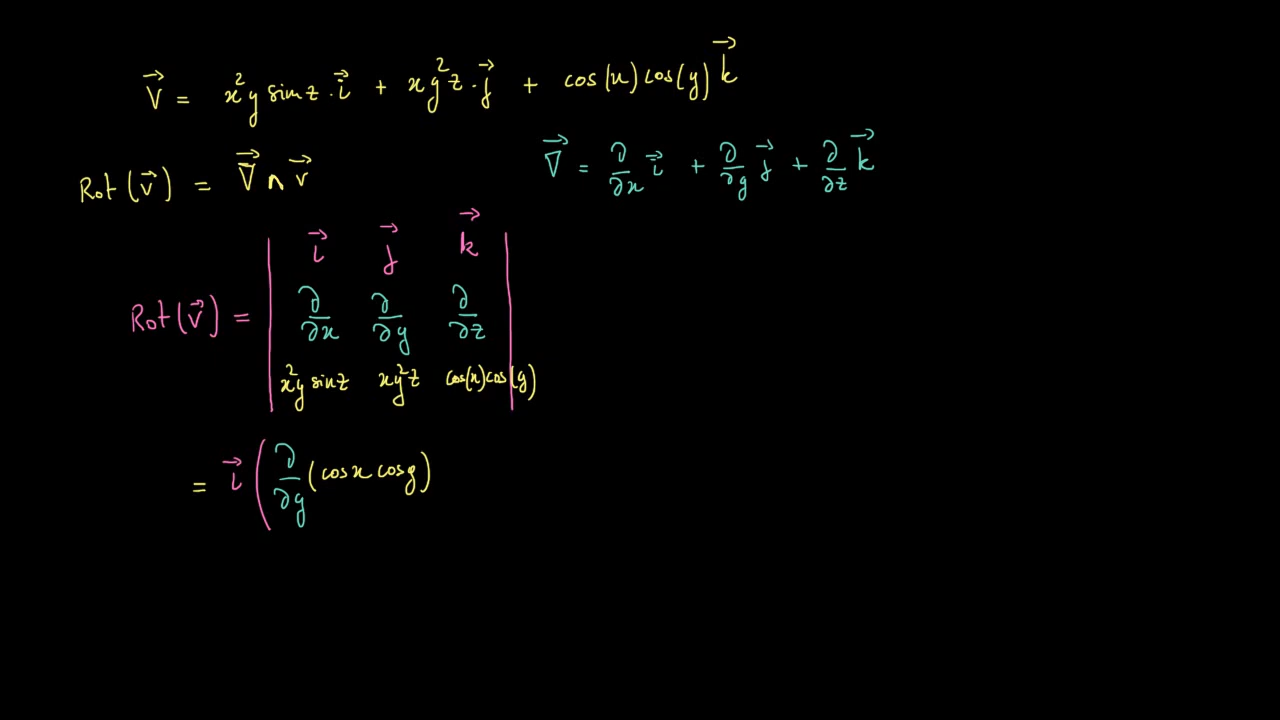 V⃗ = x²y sin z · i⃗ + xy²z · j⃗ + cos(x) cos(y) k⃗
Rot(v⃗) = ∇⃗ ∧ v⃗
∇⃗ = ∂/∂x i⃗ + ∂/∂y j⃗ + ∂/∂z k⃗
i⃗ j⃗ k⃗
Rot(v⃗) = | ∂/∂x ∂/∂y ∂/∂z |
x²y sin z xy²z cos(x) cos(y)
= i⃗ ( ∂/∂y (cos x cos y)